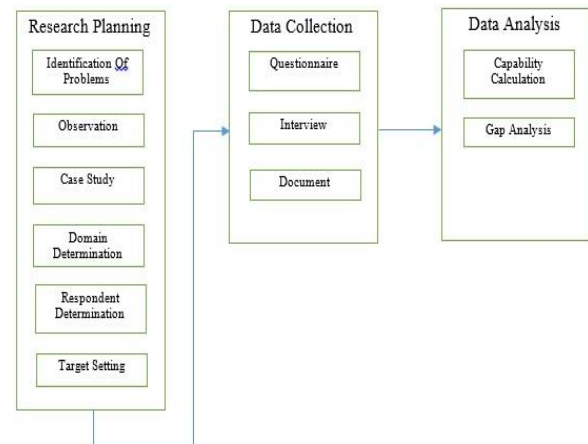 Research Planning
Identification Of
Problems
Observation
Case Study
Domain
Determination
Respondent
Determination
Target Setting
Data Collection
Questionnaire
Interview
Document
Data Analysis
Capability
Calculation
Gap Analysis